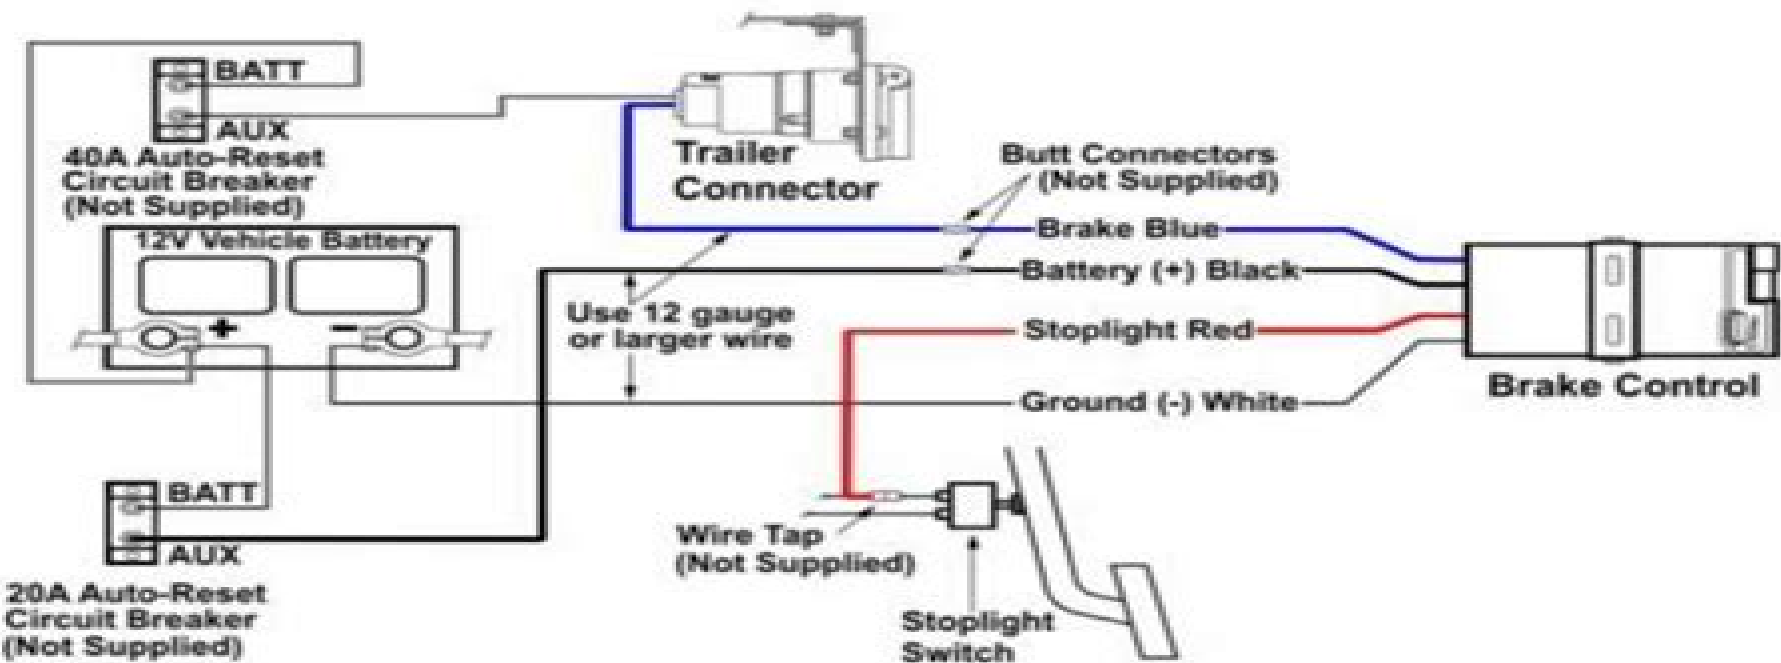 BATT
AUX
40A Auto-Reset
Circuit Breaker
(Not Supplied)
Trailer
Connector
Butt Connectors
(Not Supplied)
12V Vehicle Battery
+
–
Use 12 gauge
or larger wire
Brake Blue
Battery (+) Black
Stoplight Red
Ground (-) White
Brake Control
BATT
AUX
20A Auto-Reset
Circuit Breaker
(Not Supplied)
Wire Tap
(Not Supplied)
Stoplight
Switch